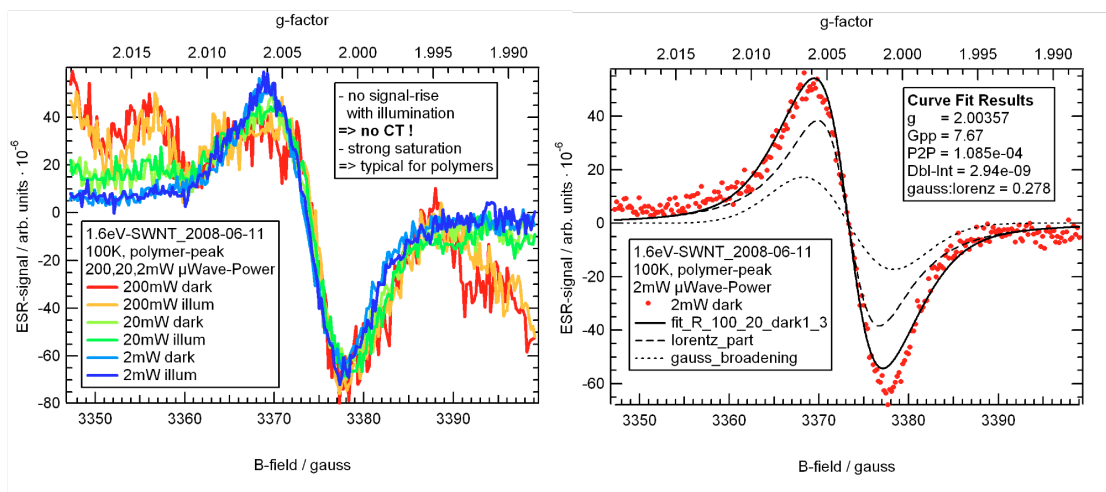 g-factor
2.015 2.010 2.005 2.000 1.995 1.990
ESR-signal / arb. units · 10⁻⁶
40
20
0
-20
-40
-60
-80
- no signal-rise
with illumination
=> no CT !
- strong saturation
=> typical for polymers
1.6eV-SWNT_2008-06-11
100K, polymer-peak
200,20,2mW µWave-Power
200mW dark
200mW illum
20mW dark
20mW illum
2mW dark
2mW illum
3350 3360 3370 3380 3390
B-field / gauss
g-factor
2.015 2.010 2.005 2.000 1.995 1.990
ESR-signal / arb. units · 10⁻⁶
40
20
0
-20
-40
-60
Curve Fit Results
g = 2.00357
Gpp = 7.67
P2P = 1.085e-04
Dbl-Int = 2.94e-09
gauss:lorenz = 0.278
1.6eV-SWNT_2008-06-11
100K, polymer-peak
2mW µWave-Power
2mW dark
fit_R_100_20_dark1_3
lorentz_part
gauss_broadening
3350 3360 3370 3380 3390
B-field / gauss